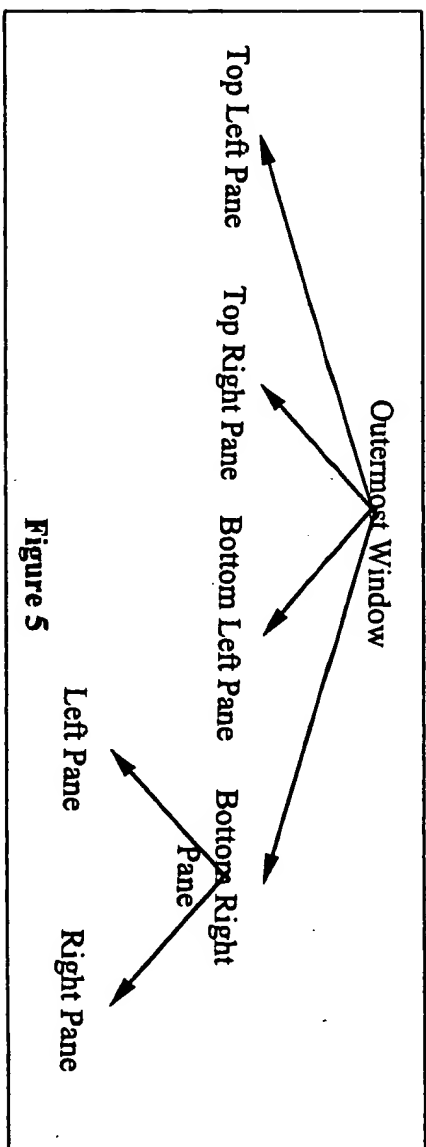 Outermost Window
Top Left Pane
Top Right Pane
Bottom Left Pane
Bottom Right
Pane
Left Pane
Right Pane
Figure 5